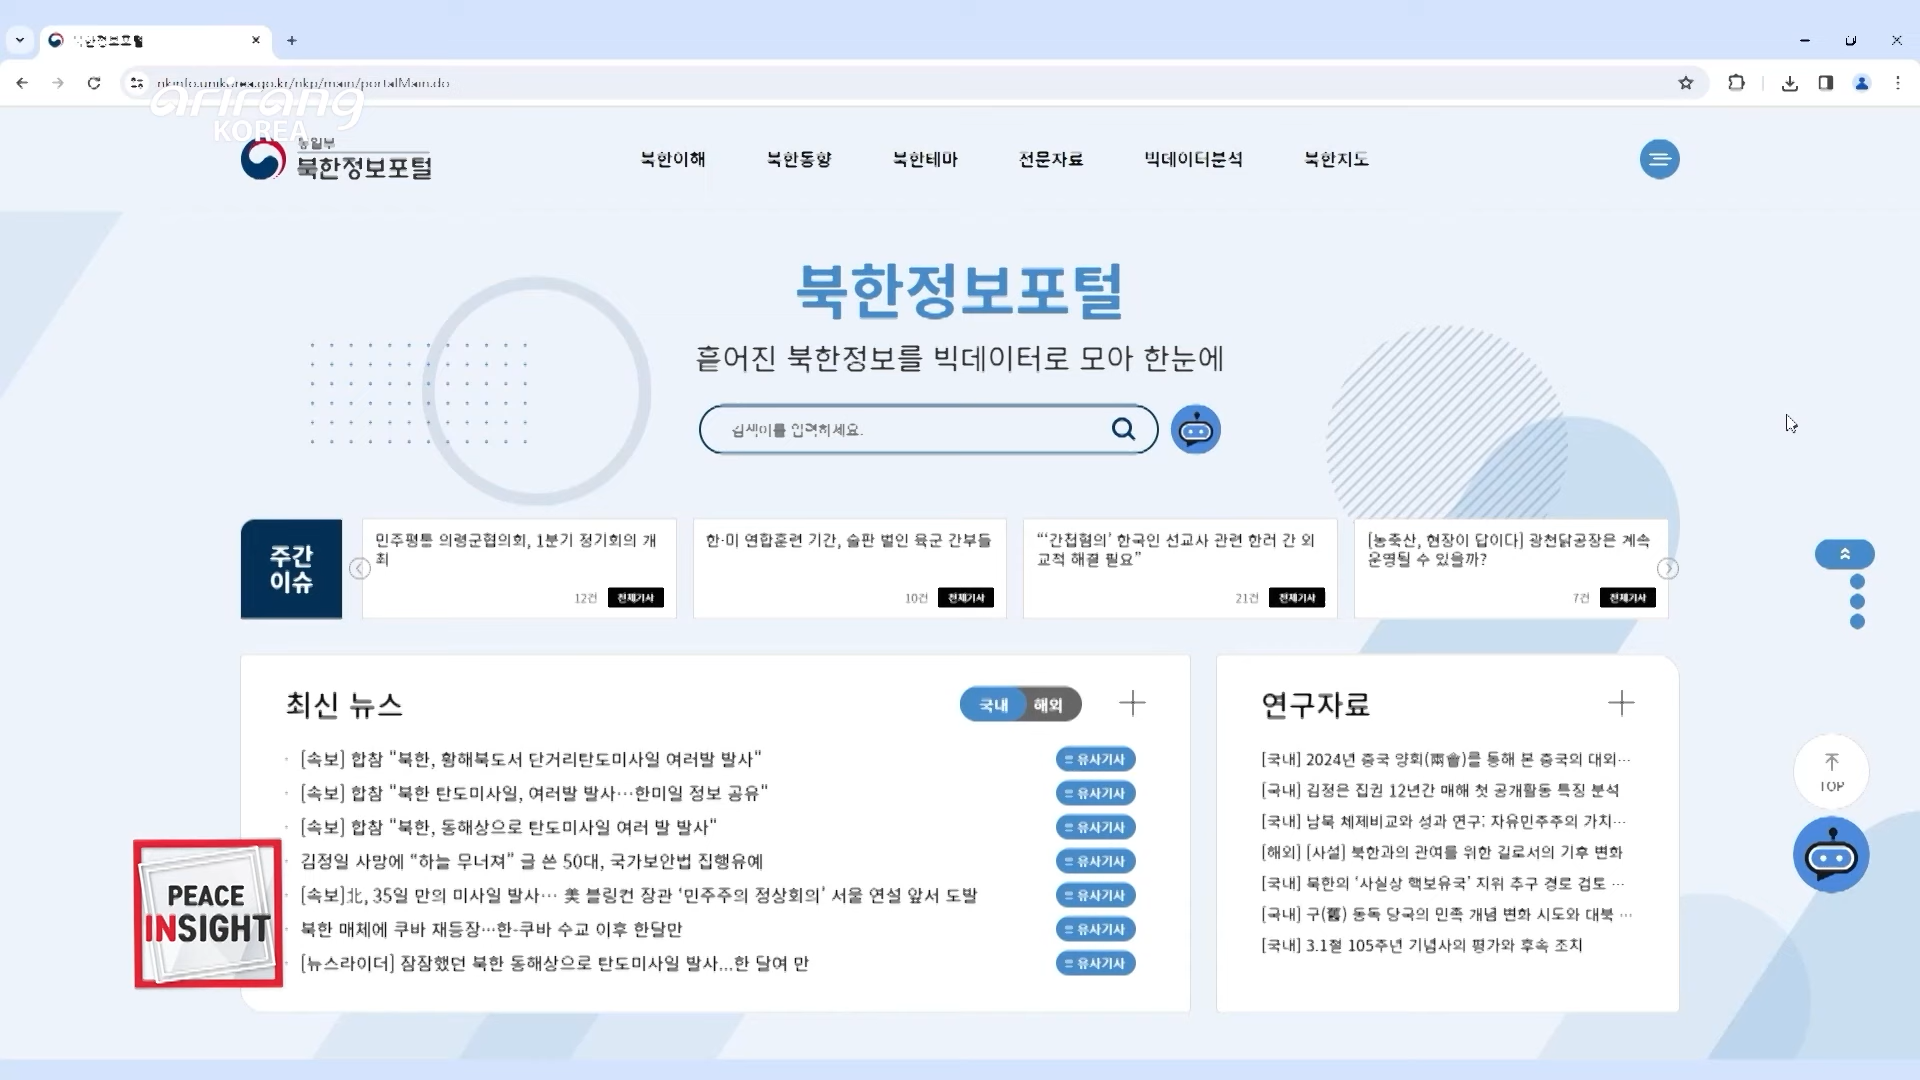 북한정보포털
nkinfo.unikorea.go.kr/nkp/main/portalMain.do
arirang
KOREA
통일부
북한정보포털
북한이해
북한동향
북한테마
전문자료
빅데이터분석
북한지도
북한정보포털
흩어진 북한정보를 빅데이터로 모아 한눈에
검색어를 입력하세요.
주간
이슈
민주평통 의령군협의회, 1분기 정기회의 개
최
12건 전체기사
한·미 연합훈련 기간, 술판 벌인 육군 간부들
10건 전체기사
“‘간첩혐의’ 한국인 선교사 관련 한러 간 외
교적 해결 필요”
21건 전체기사
[농축산, 현장이 답이다] 광천닭공장은 계속
운영될 수 있을까?
7건 전체기사
최신 뉴스
국내 해외
[속보] 합참 "북한, 황해북도서 단거리탄도미사일 여러발 발사" 유사기사
[속보] 합참 "북한 탄도미사일, 여러발 발사…한미일 정보 공유" 유사기사
[속보] 합참 "북한, 동해상으로 탄도미사일 여러 발 발사" 유사기사
김정일 사망에 “하늘 무너져” 글 쓴 50대, 국가보안법 집행유예 유사기사
[속보]北, 35일 만의 미사일 발사… 美 블링컨 장관 ‘민주주의 정상회의’ 서울 연설 앞서 도발 유사기사
북한 매체에 쿠바 재등장…한-쿠바 수교 이후 한달만 유사기사
[뉴스라이더] 잠잠했던 북한 동해상으로 탄도미사일 발사...한 달여 만 유사기사
연구자료
[국내] 2024년 중국 양회(兩會)를 통해 본 중국의 대외…
[국내] 김정은 집권 12년간 매해 첫 공개활동 특징 분석
[국내] 남북 체제비교와 성과 연구: 자유민주주의 가치…
[해외] [사설] 북한과의 관여를 위한 길로서의 기후 변화
[국내] 북한의 ‘사실상 핵보유국’ 지위 추구 경로 검토 …
[국내] 구(舊) 동독 당국의 민족 개념 변화 시도와 대북 …
[국내] 3.1절 105주년 기념사의 평가와 후속 조치
TOP
PEACE
INSIGHT